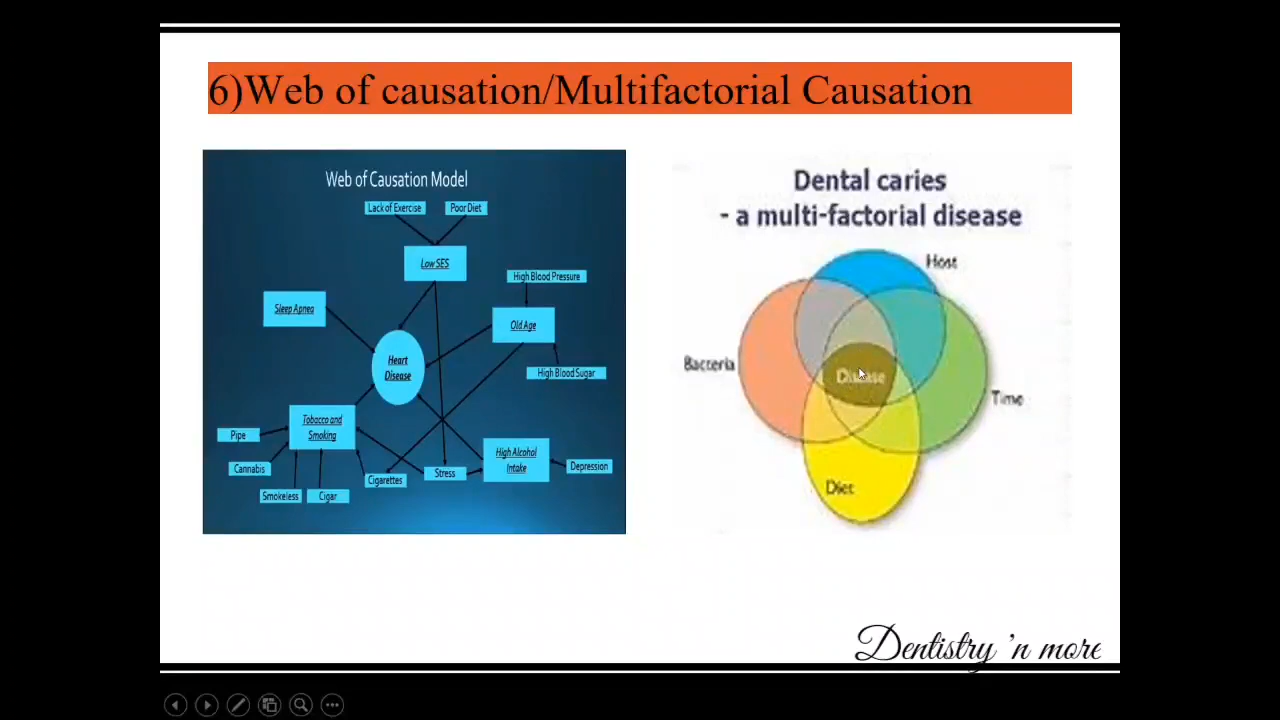 6)Web of causation/Multifactorial Causation
Web of Causation Model
Lack of Exercise
Poor Diet
Low SES
High Blood Pressure
Sleep Apnea
Old Age
Heart
Disease
High Blood Sugar
Tobacco and
Smoking
Pipe
High Alcohol
Intake
Cannabis
Stress
Depression
Cigarettes
Smokeless
Cigar
Dental caries
- a multi-factorial disease
Host
Bacteria
Disease
Time
Diet
Dentistry 'n more